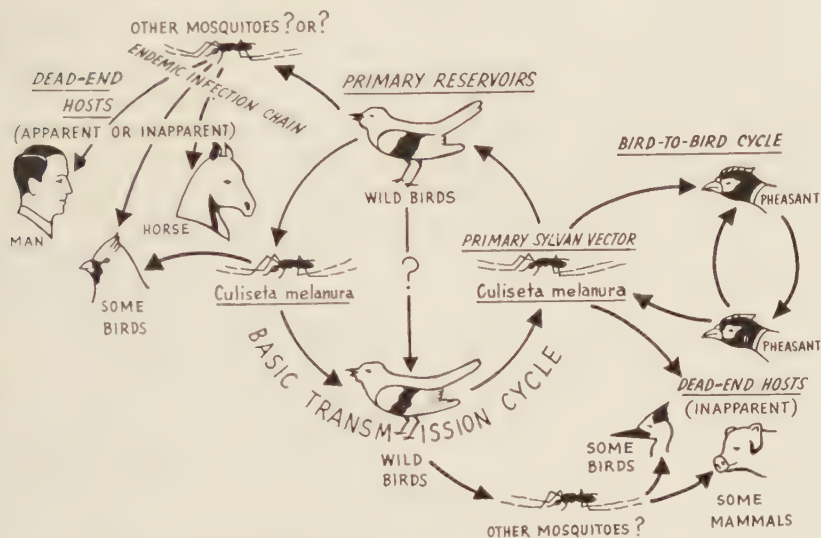 OTHER MOSQUITOES ? OR ?
ENDEMIC INFECTION CHAIN
DEAD-END
HOSTS
(APPARENT OR INAPPARENT)
MAN
HORSE
SOME
BIRDS
PRIMARY RESERVOIRS
WILD BIRDS
BIRD-TO-BIRD CYCLE
PHEASANT
PRIMARY SYLVAN VECTOR
Culiseta melanura
?
Culiseta melanura
PHEASANT
BASIC TRANSMISSION CYCLE
WILD
BIRDS
DEAD-END HOSTS
(INAPPARENT)
SOME
BIRDS
SOME
MAMMALS
OTHER MOSQUITOES ?